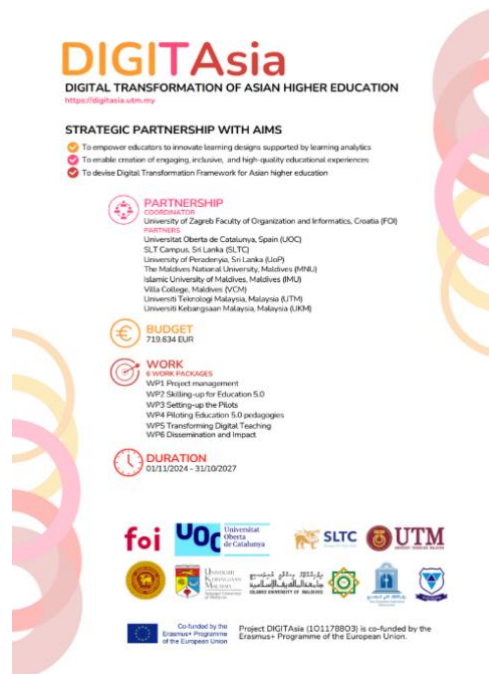 DIGITAsia
DIGITAL TRANSFORMATION OF ASIAN HIGHER EDUCATION
https://digitasia.utm.my
STRATEGIC PARTNERSHIP WITH AIMS
To empower educators to innovate learning designs supported by learning analytics
To enable creation of engaging, inclusive, and high-quality educational experiences
To devise Digital Transformation Framework for Asian higher education
PARTNERSHIP
COORDINATOR
University of Zagreb Faculty of Organization and Informatics, Croatia (FOI)
PARTNERS
Universitat Oberta de Catalunya, Spain (UOC)
SLT Campus, Sri Lanka (SLTC)
University of Peradenyia, Sri Lanka (UoP)
The Maldives National University, Maldives (MNU)
Islamic University of Maldives, Maldives (IMU)
Villa College, Maldives (VCM)
Universiti Teknologi Malaysia, Malaysia (UTM)
Universiti Kebangsaan Malaysia, Malaysia (UKM)
BUDGET
719.634 EUR
WORK
6 WORK PACKAGES
WP1 Project management
WP2 Skilling-up for Education 5.0
WP3 Setting-up the Pilots
WP4 Piloting Education 5.0 pedagogies
WP5 Transforming Digital Teaching
WP6 Dissemination and Impact
DURATION
01/11/2024 - 31/10/2027
foi
UOC
Universitat
Oberta
de Catalunya
SLTC
UTM
UNIVERSITI
KEBANGSAAN
MALAYSIA
ISLAMIC UNIVERSITY OF MALDIVES
Co-funded by the
Erasmus+ Programme
of the European Union
Project DIGITAsia (101178803) is co-funded by the
Erasmus+ Programme of the European Union.